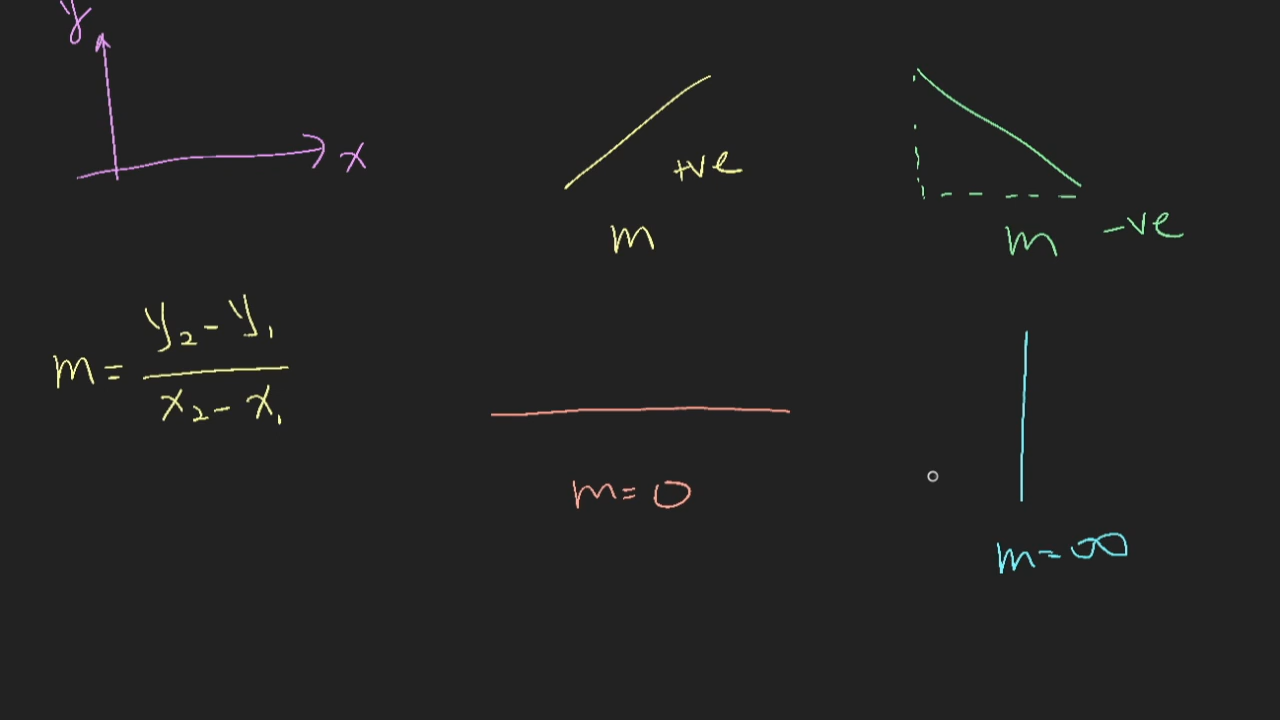 y
x
+ve
m
m -ve
m = y₂ - y₁
x₂ - x₁
m = 0
m = ∞